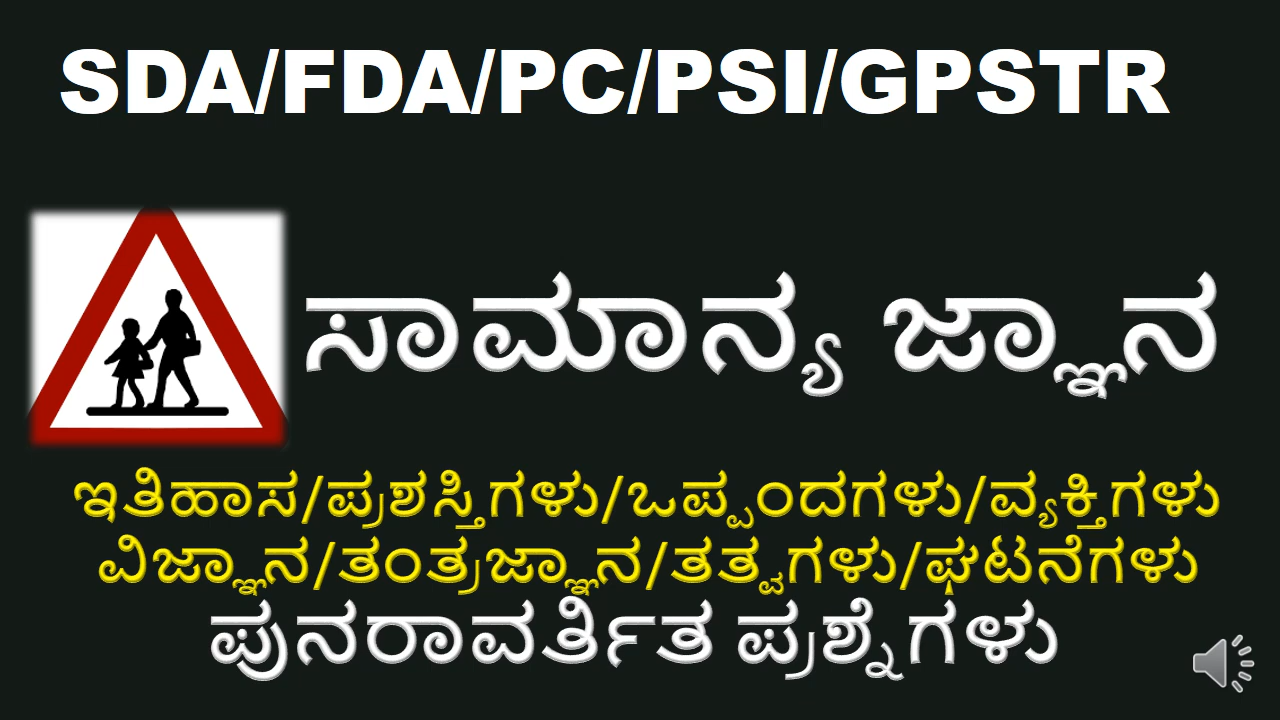 SDA/FDA/PC/PSI/GPSTR
ಸಾಮಾನ್ಯ ಜ್ಞಾನ
ಇತಿಹಾಸ/ಪ್ರಶಸ್ತಿಗಳು/ಒಪ್ಪಂದಗಳು/ವ್ಯಕ್ತಿಗಳು
ವಿಜ್ಞಾನ/ತಂತ್ರಜ್ಞಾನ/ತತ್ವಗಳು/ಘಟನೆಗಳು
ಪುನರಾವರ್ತಿತ ಪ್ರಶ್ನೆಗಳು